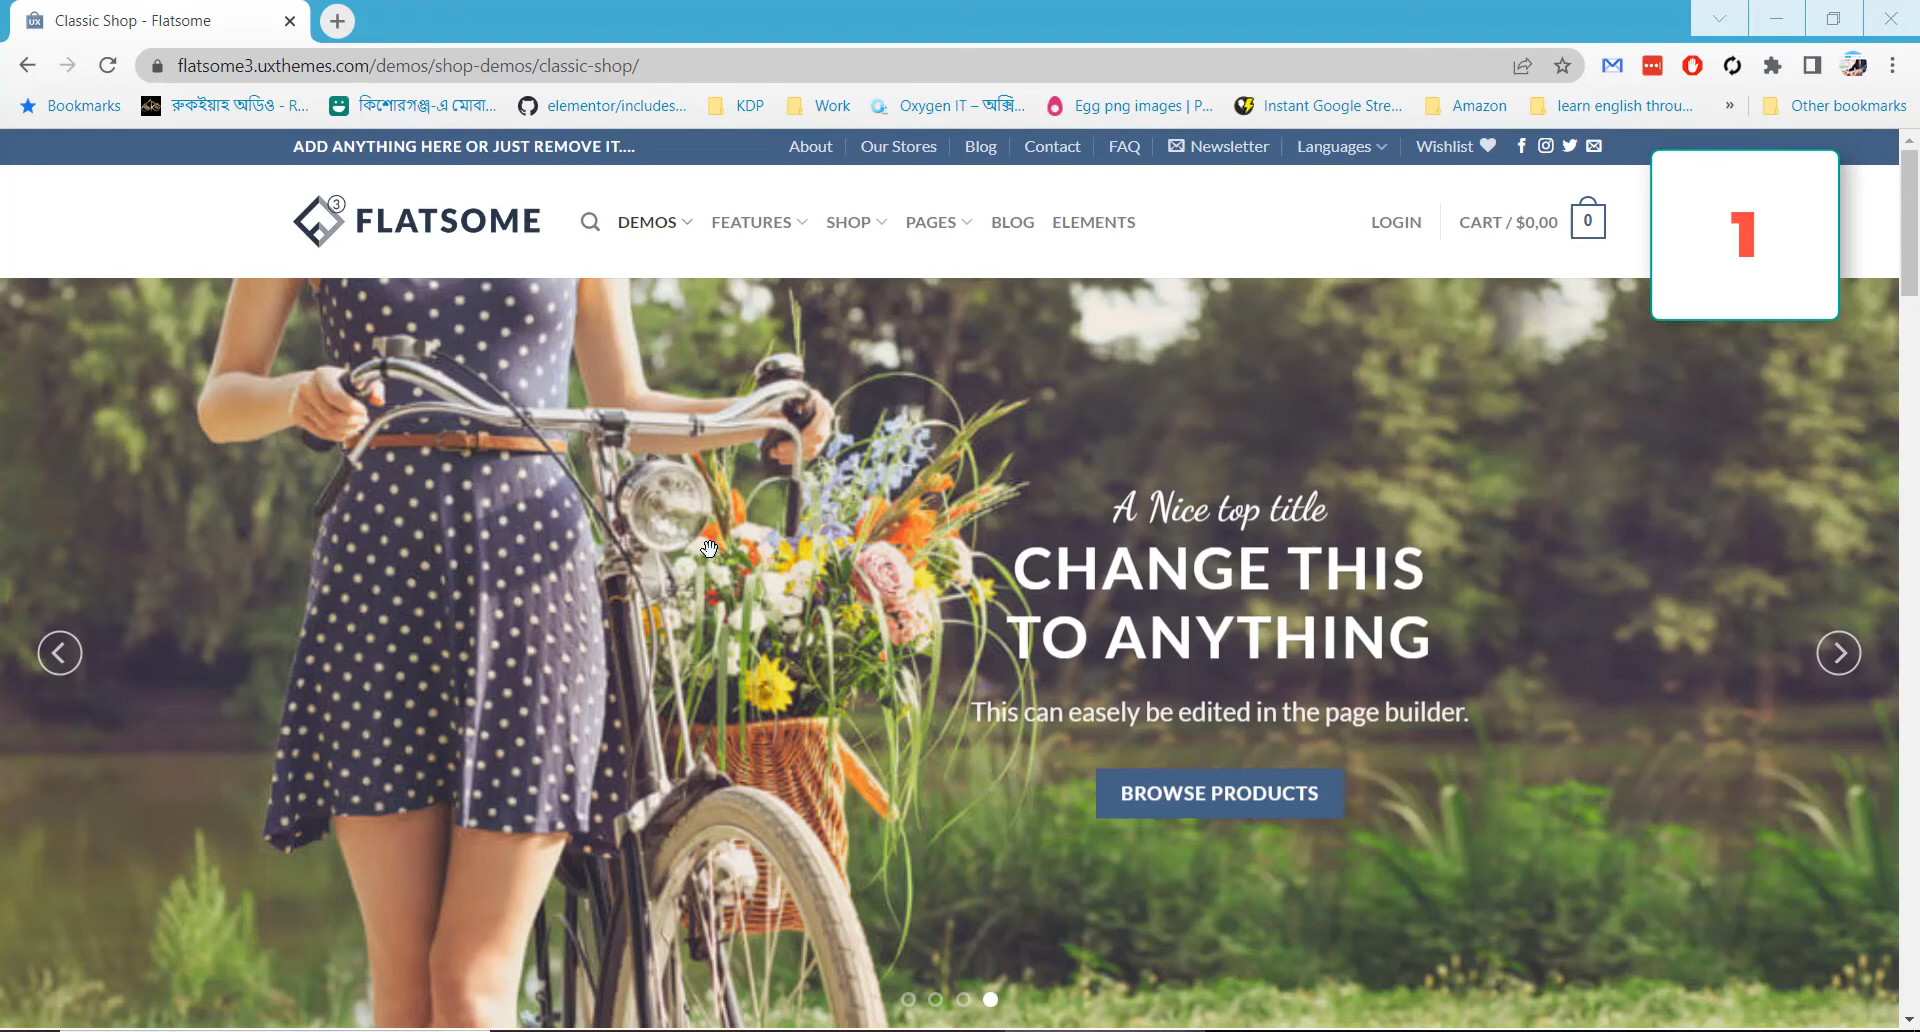 Classic Shop - Flatsome
flatsome3.uxthemes.com/demos/shop-demos/classic-shop/
Bookmarks
রুকইয়াহ অডিও - R...
কিশোরগঞ্জ-এ মোবা...
elementor/includes...
KDP
Work
Oxygen IT – অক্সি...
Egg png images | P...
Instant Google Stre...
Amazon
learn english throu...
»
Other bookmarks
ADD ANYTHING HERE OR JUST REMOVE IT....
About
Our Stores
Blog
Contact
FAQ
Newsletter
Languages
Wishlist
3
FLATSOME
DEMOS
FEATURES
SHOP
PAGES
BLOG
ELEMENTS
LOGIN
CART / $0,00
0
1
A Nice top title
CHANGE THIS
TO ANYTHING
This can easely be edited in the page builder.
BROWSE PRODUCTS